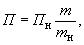 П = Пн m/mн,